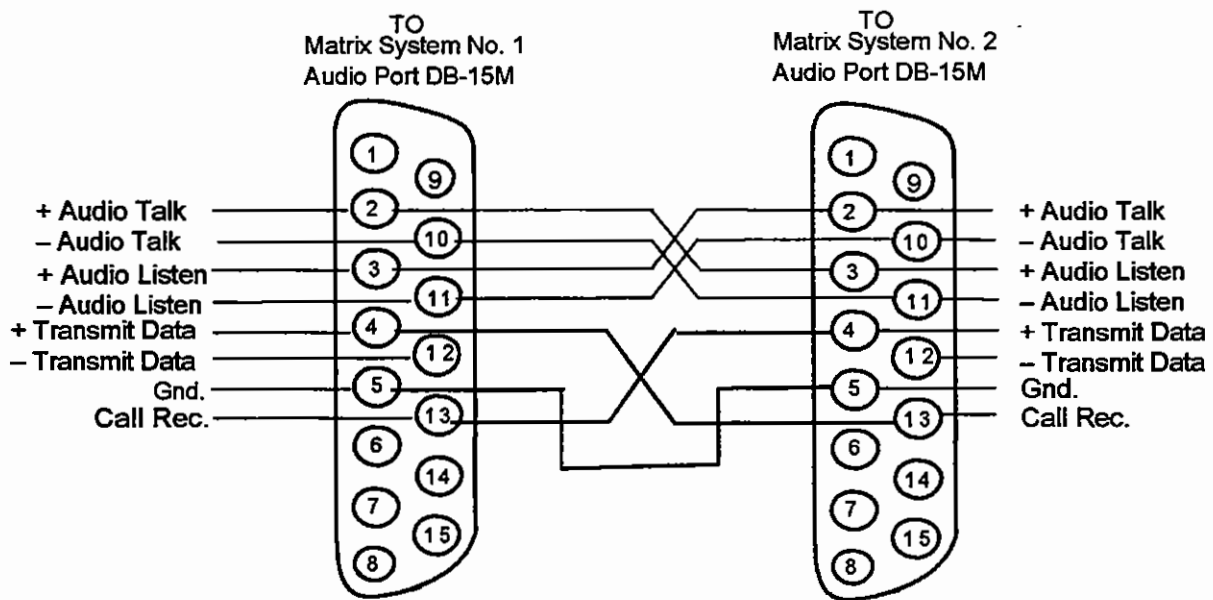 TO
Matrix System No. 1
Audio Port DB-15M
TO
Matrix System No. 2
Audio Port DB-15M
+ Audio Talk
– Audio Talk
+ Audio Listen
– Audio Listen
+ Transmit Data
– Transmit Data
Gnd.
Call Rec.
1
9
2
10
3
11
4
12
5
13
6
14
7
15
8
1
9
2
10
3
11
4
12
5
13
6
14
7
15
8
+ Audio Talk
– Audio Talk
+ Audio Listen
– Audio Listen
+ Transmit Data
– Transmit Data
Gnd.
Call Rec.